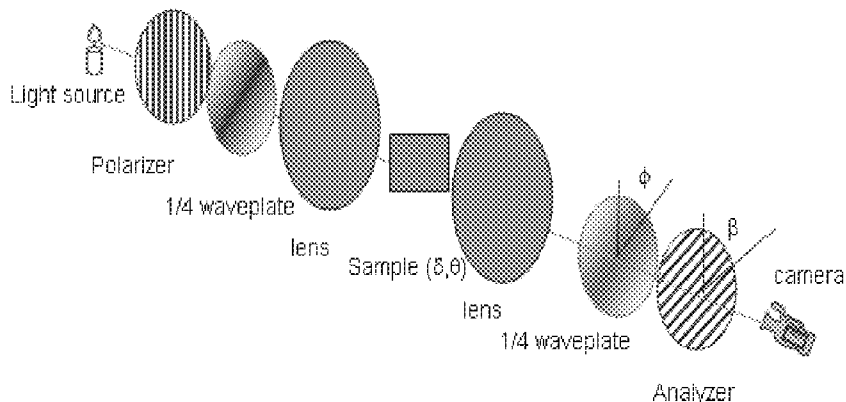 Light source
Polarizer
1/4 waveplate
lens
Sample (δ,θ)
lens
1/4 waveplate
ϕ
β
camera
Analyzer